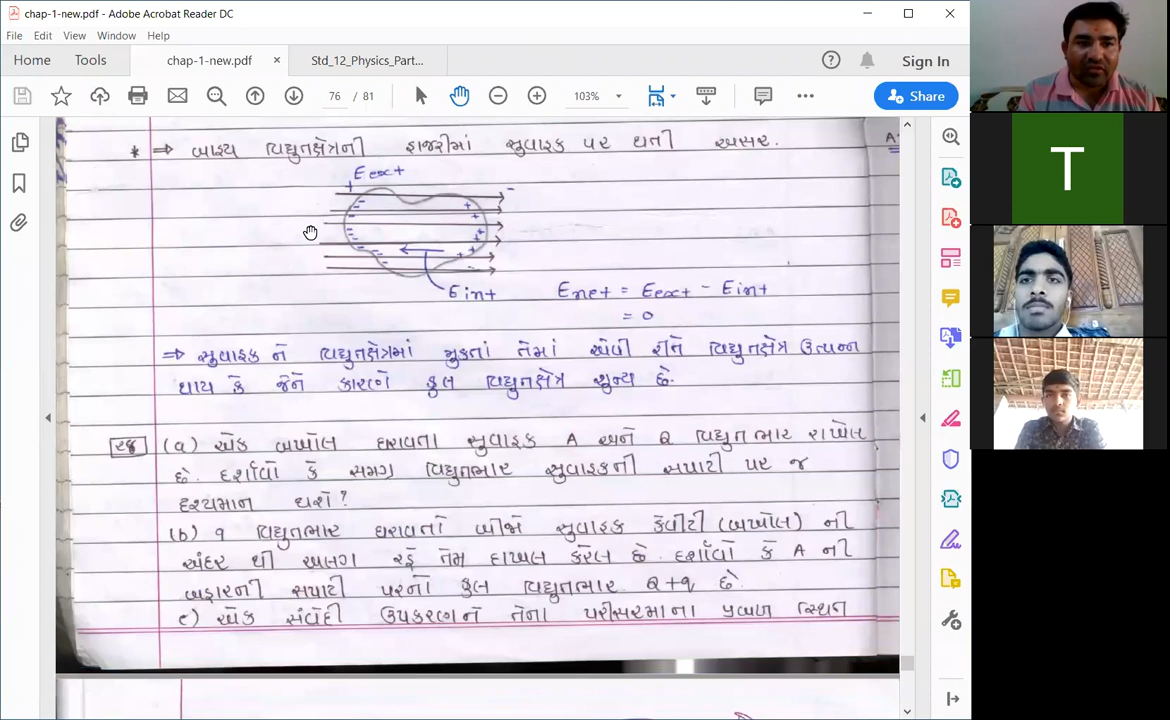 chap-1-new.pdf - Adobe Acrobat Reader DC
File Edit View Window Help
Home Tools chap-1-new.pdf × Std_12_Physics_Part... Sign In
76 / 81 103% Share
* ⇒ બાહ્ય વિદ્યુતક્ષેત્રની હાજરીમાં સુવાહક પર થતી અસર.
Eext
Eint
Enet = Eext - Eint
= 0
⇒ સુવાહક ને વિદ્યુતક્ષેત્રમાં મુકતાં તેમાં એવી રીતે વિદ્યુતક્ષેત્ર ઉત્પન્ન
થાય કે જેને કારણે કુલ વિદ્યુતક્ષેત્ર શુન્ય છે.
(a) એક બખોલ ધરાવતા સુવાહક A અને Q વિદ્યુતભાર રાખેલ
છે. દર્શાવો કે સમગ્ર વિદ્યુતભાર સુવાહકની સપાટી પર જ
દશ્યમાન થશે?
(b) q વિદ્યુતભાર ધરાવતો બીજો સુવાહક કેવીટી (બખોલ) ની
અંદર થી અલગ રહે તેમ દાખલ કરેલ છે. દર્શાવો કે A ની
બહારની સપાટી પરનો કુલ વિદ્યુતભાર Q+q છે.
c) એક સંવેદી ઉપકરણને તેના પરીસરમાના પ્રબળ સ્થિત
T